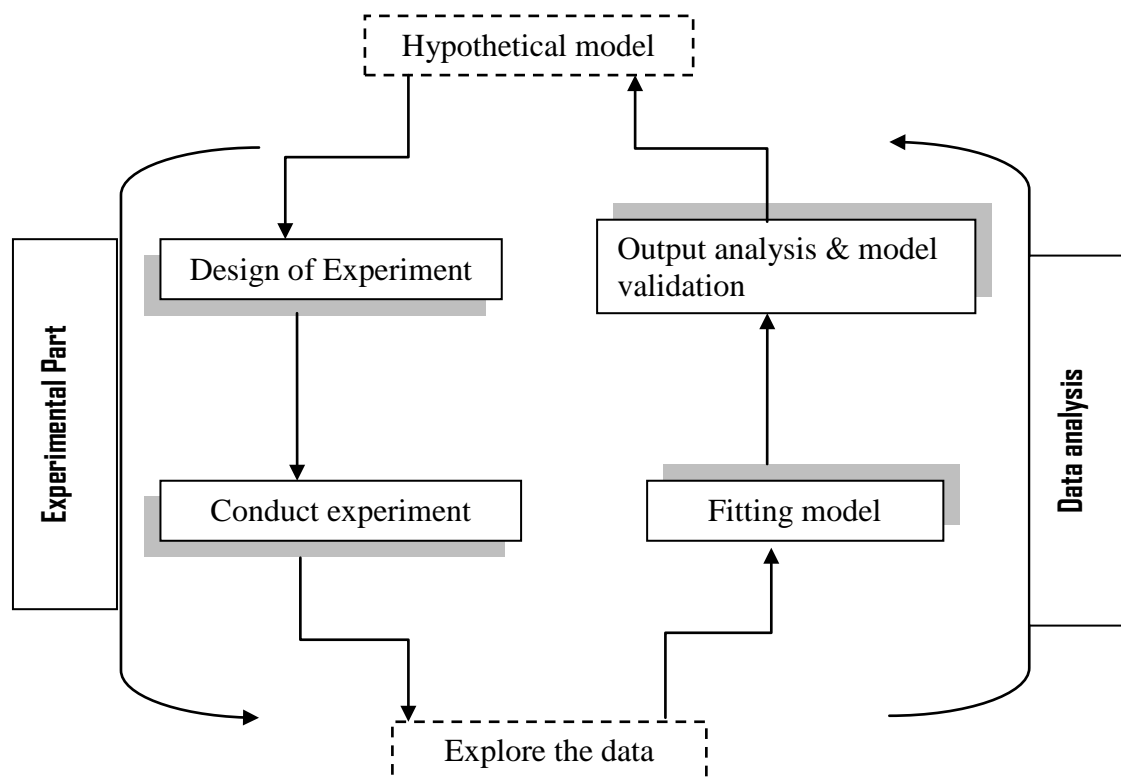 Hypothetical model
Design of Experiment
Output analysis & model
validation
Experimental Part
Data analysis
Conduct experiment
Fitting model
Explore the data